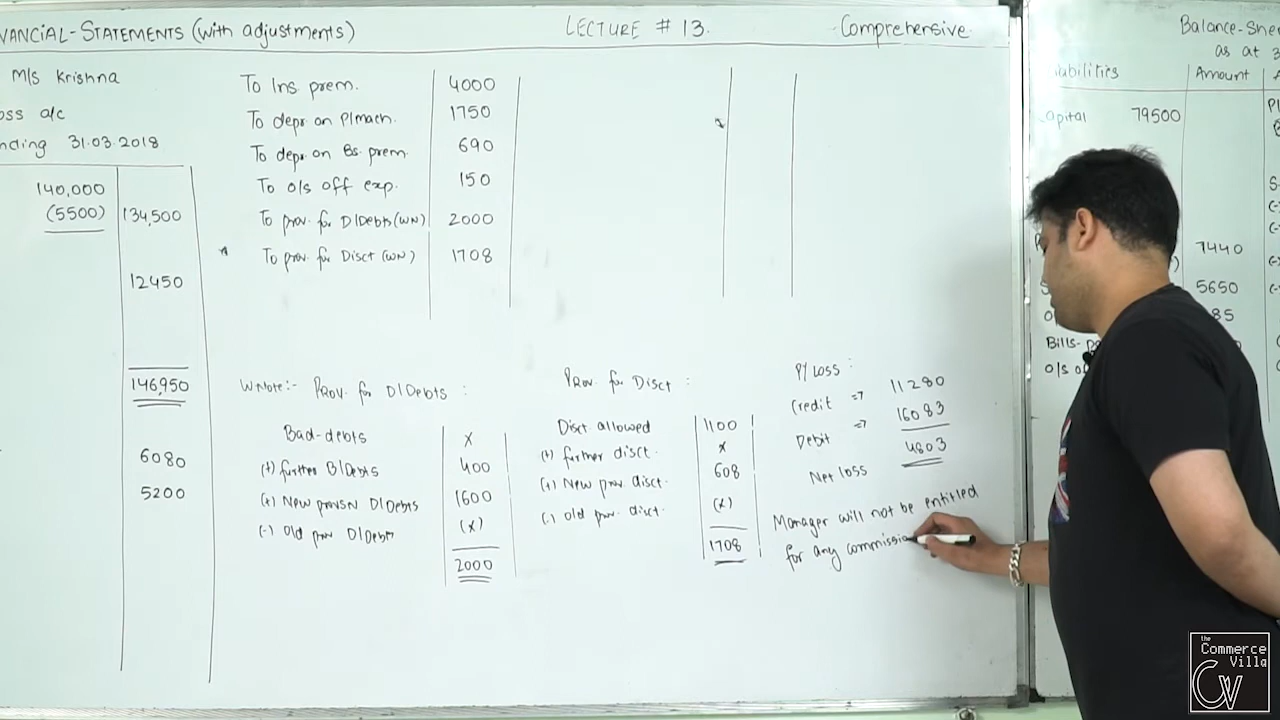 NANCIAL-STATEMENTS (with adjustments)
LECTURE # 13.
Comprehensive
M/s Krishna
oss a/c
nding 31.03.2018
140,000
(5500) 134,500
12450
146,950
6080
5200
To Ins. prem. 4000
To depr. on P/mach. 1750
To depr. on Bs. prem. 690
To o/s off exp. 150
To prov. for D/Debts (WN) 2000
To prov. for Disct (WN) 1708
W.Note:- Prov. for D/Debts :
Bad-debts x
(+) further B/Debts 400
(+) New provsn D/Debts 1600
(-) Old prov D/Debts (x)
2000
Prov. for Disct :
Disct allowed 1100
(+) further disct. x
(+) New prov. disct. 608
(-) old prov. disct. (x)
1708
P/Loss :
Credit ⇒ 11280
Debit ⇒ 16083
Net loss 4803
Manager will not be entitled
for any commissio
Balance-She
as at 3
iabilities Amount
apital 79500
7440
5650
85
Bills-
o/s o
the
Commerce
Villa
CV